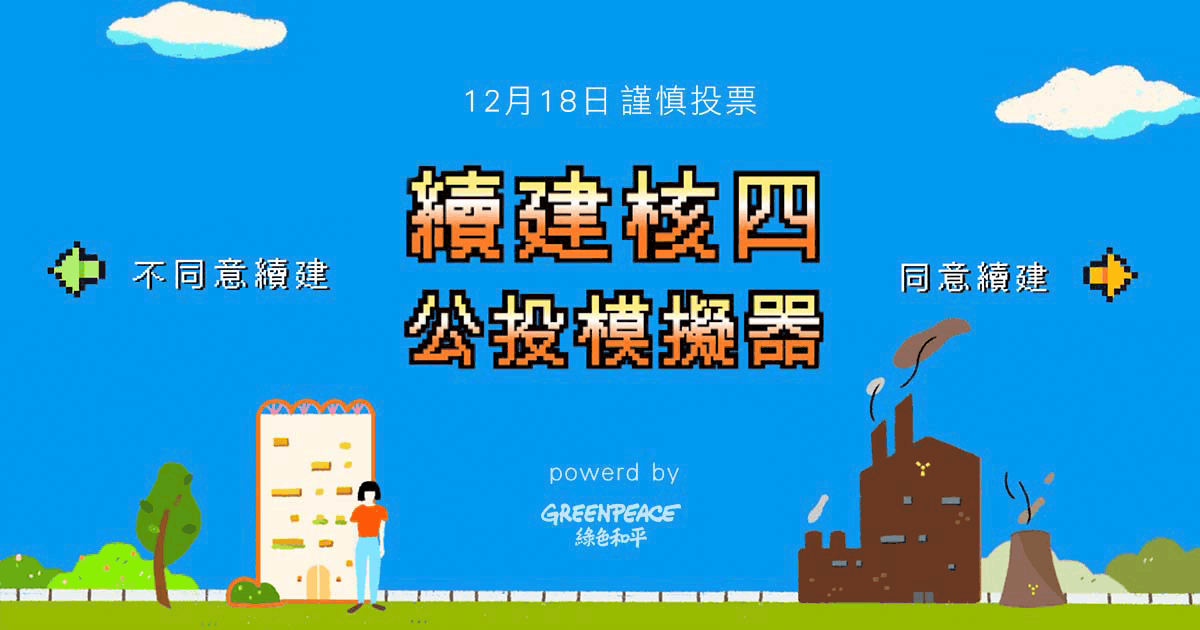 12月18日 謹慎投票
續建核四
公投模擬器
不同意續建
同意續建
powerd by
GREENPEACE
綠色和平